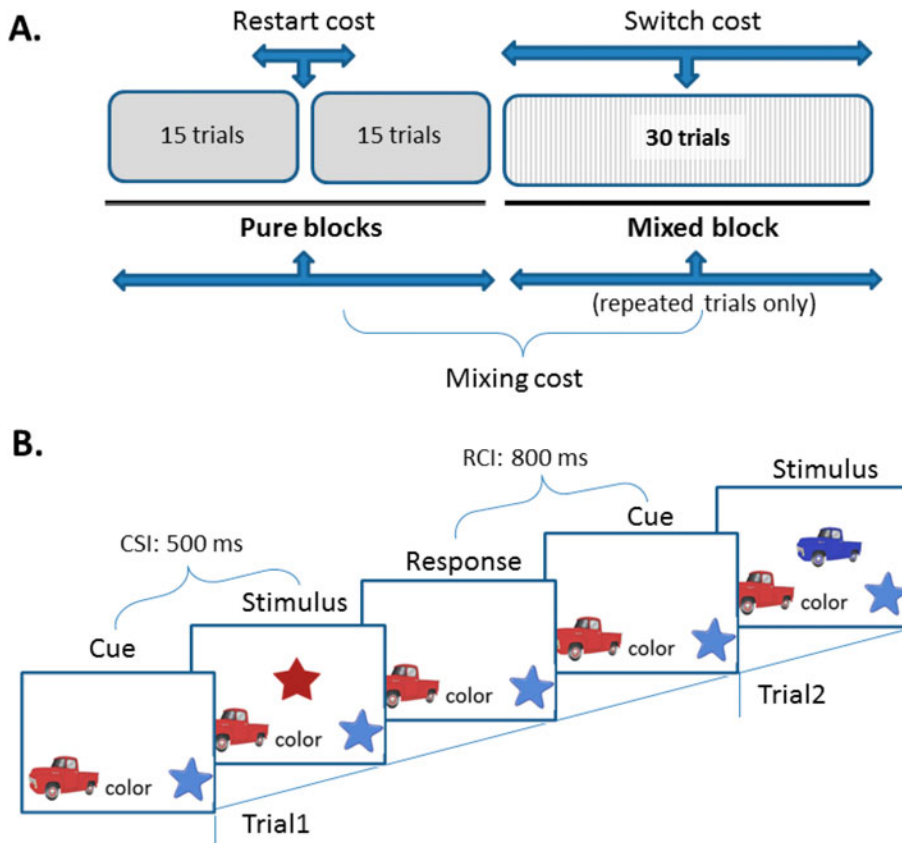 A.
Restart cost
Switch cost
15 trials
15 trials
30 trials
Pure blocks
Mixed block
(repeated trials only)
Mixing cost
B.
RCI: 800 ms
Stimulus
CSI: 500 ms
Cue
Response
Stimulus
Cue
color
color
color
color
color
Trial2
Trial1